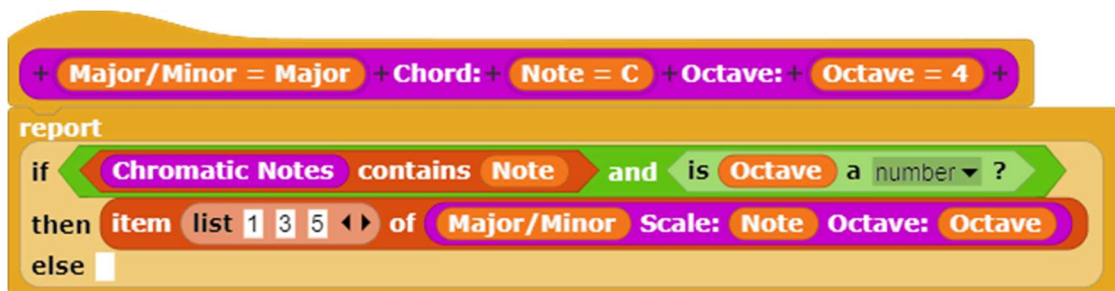 + Major/Minor = Major + Chord: + Note = C + Octave: + Octave = 4 +
report
if Chromatic Notes contains Note and is Octave a number ?
then item list 1 3 5 of Major/Minor Scale: Note Octave: Octave
else